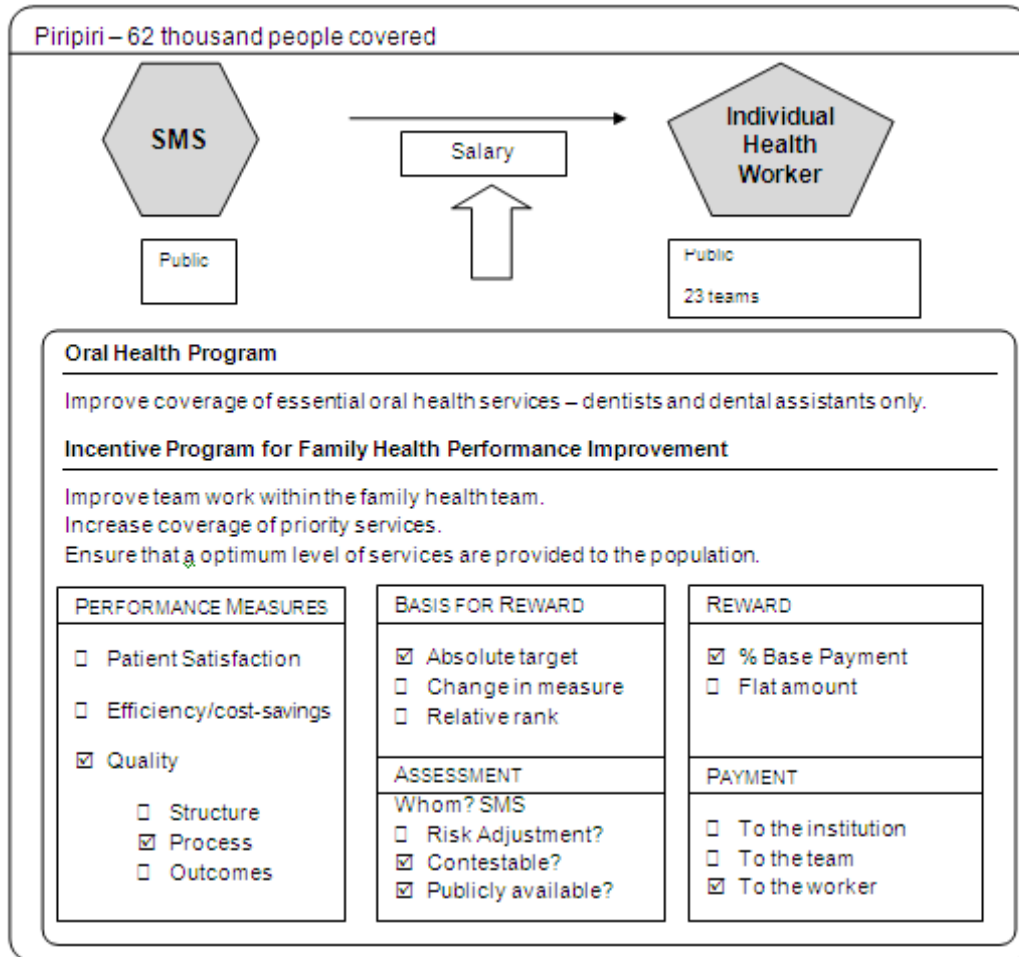 Piripiri – 62 thousand people covered
SMS
Salary
Individual
Health
Worker
Public
Public
23 teams
Oral Health Program
Improve coverage of essential oral health services – dentists and dental assistants only.
Incentive Program for Family Health Performance Improvement
Improve team work within the family health team.
Increase coverage of priority services.
Ensure that a optimum level of services are provided to the population.
PERFORMANCE MEASURES
☐ Patient Satisfaction
☐ Efficiency/cost-savings
☑ Quality
☐ Structure
☑ Process
☐ Outcomes
BASIS FOR REWARD
☑ Absolute target
☐ Change in measure
☐ Relative rank
ASSESSMENT
Whom? SMS
☐ Risk Adjustment?
☑ Contestable?
☑ Publicly available?
REWARD
☑ % Base Payment
☐ Flat amount
PAYMENT
☐ To the institution
☐ To the team
☑ To the worker